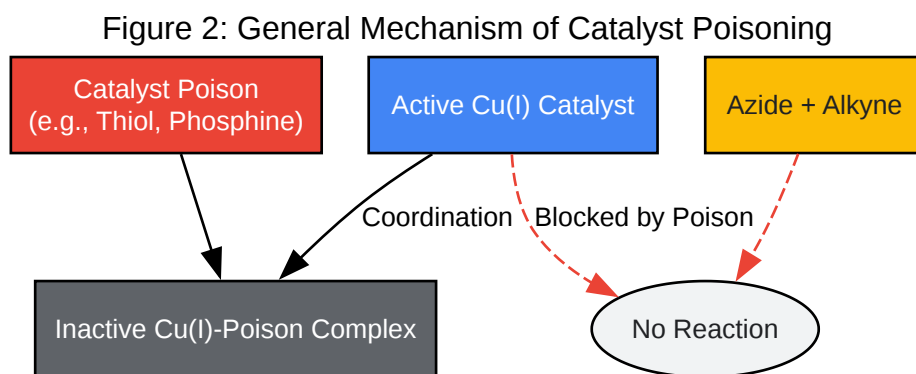 Figure 2: General Mechanism of Catalyst Poisoning
Catalyst Poison
(e.g., Thiol, Phosphine)
Active Cu(I) Catalyst
Azide + Alkyne
Coordination
Blocked by Poison
Inactive Cu(I)-Poison Complex
No Reaction